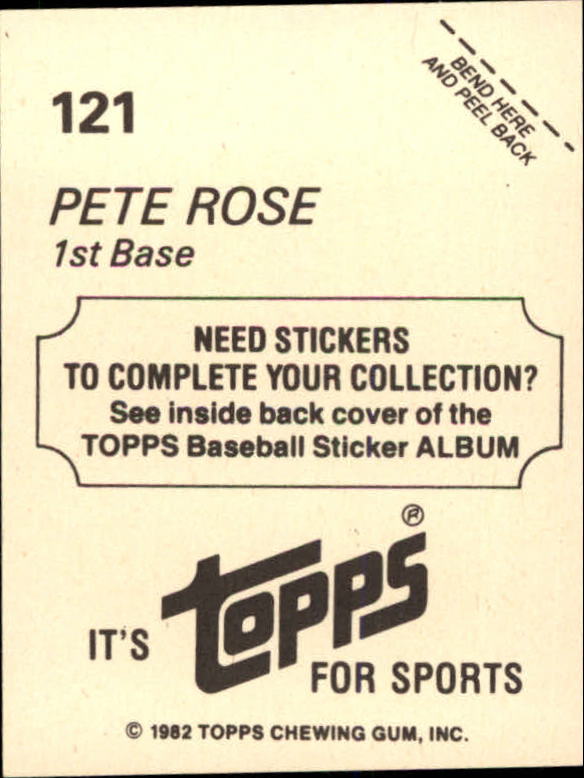 BEND HERE
AND PEEL BACK
121
PETE ROSE
1st Base
NEED STICKERS
TO COMPLETE YOUR COLLECTION?
See inside back cover of the
TOPPS Baseball Sticker ALBUM
®
IT'S topps
FOR SPORTS
© 1982 TOPPS CHEWING GUM, INC.